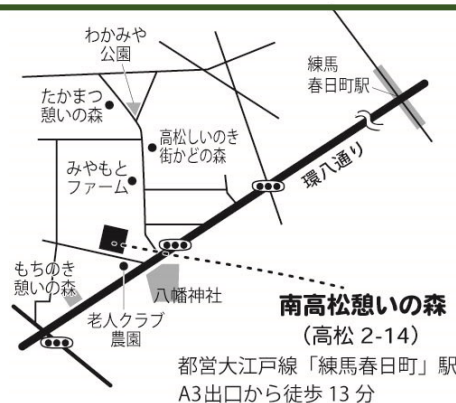 わかみや
公園
練馬
春日町駅
たかまつ
憩いの森
高松しいのき
街かどの森
みやもと
ファーム
環八通り
もちのき
憩いの森
八幡神社
老人クラブ
農園
南高松憩いの森
(高松 2-14)
都営大江戸線「練馬春日町」駅
A3出口から徒歩 13 分